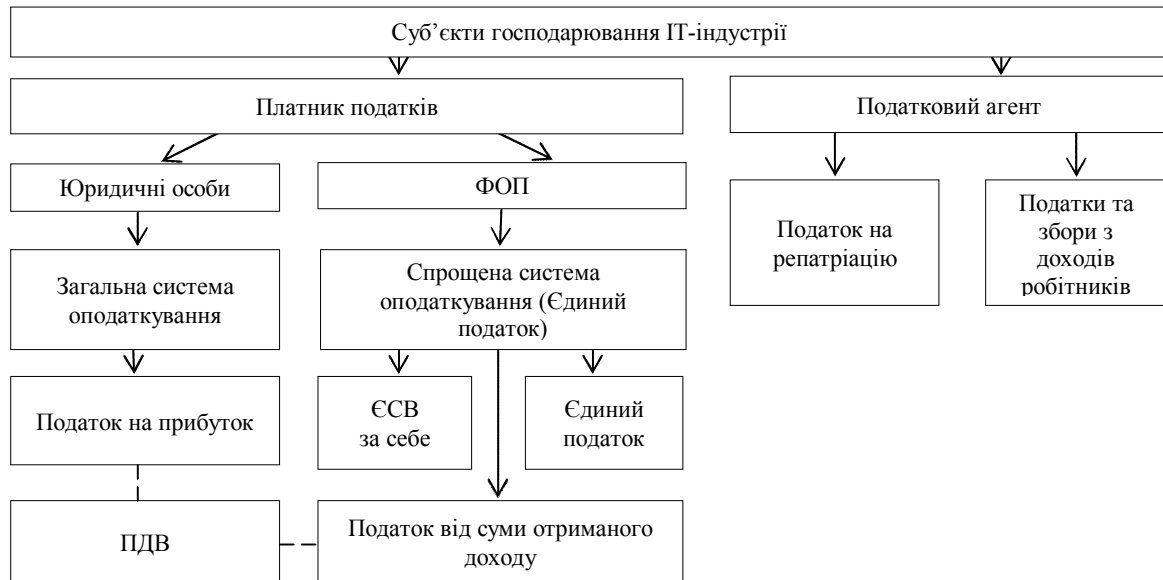 Суб’єкти господарювання ІТ-індустрії
Платник податків
Податковий агент
Юридичні особи
ФОП
Загальна система
оподаткування
Спрощена система
оподаткування (Єдиний
податок)
Податок на
репатріацію
Податки та
збори з
доходів
робітників
Податок на прибуток
ЄСВ
за себе
Єдиний
податок
ПДВ
Податок від суми отриманого
доходу